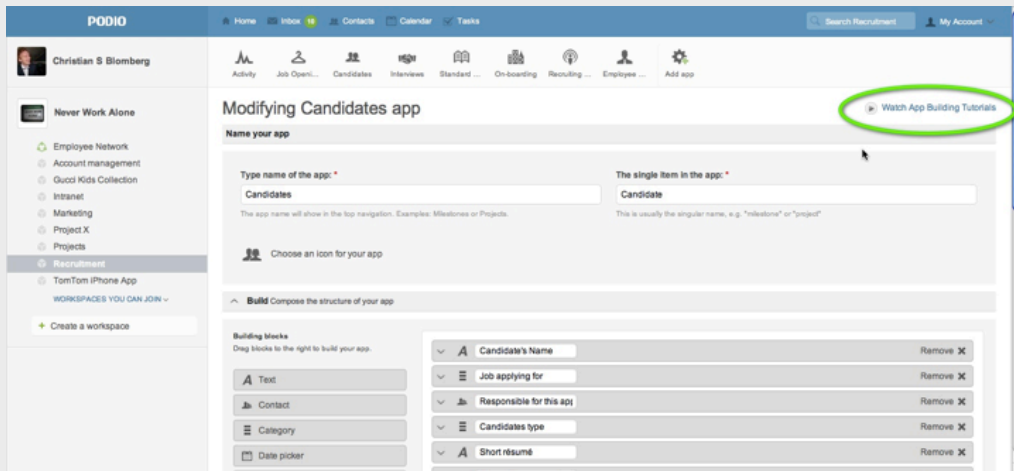 PODIO
Home Inbox 18 Contacts Calendar Tasks
Search Recruitment
My Account
Christian S Blomberg
Activity Job Openi... Candidates Interviews Standard ... On-boarding Recruiting ... Employee ... Add app
Never Work Alone
Employee Network
Account management
Gucci Kids Collection
Intranet
Marketing
Project X
Projects
Recruitment
TomTom iPhone App
WORKSPACES YOU CAN JOIN
+ Create a workspace
Modifying Candidates app
Watch App Building Tutorials
Name your app
Type name of the app: *
Candidates
The app name will show in the top navigation. Examples: Milestones or Projects.
The single item in the app: *
Candidate
This is usually the singular name, e.g. "milestone" or "project"
Choose an icon for your app
Build Compose the structure of your app
Building blocks
Drag blocks to the right to build your app.
A Text
Contact
Category
Date picker
A Candidate's Name Remove X
Job applying for Remove X
Responsible for this app Remove X
Candidates type Remove X
A Short résumé Remove X